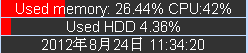 Used memory: 26.44% CPU:42%
Used HDD 4.36%
2012年8月24日 11:34:20